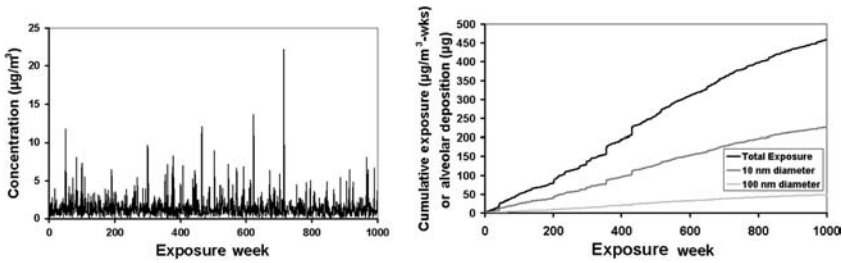 25
20
15
10
5
0
Concentration (µg/m³)
0 200 400 600 800 1000
Exposure week
Cumulative exposure (µg/m³-wks)
or alveolar deposition (µg)
500
450
400
350
300
250
200
150
100
50
0
Total Exposure
10 nm diameter
100 nm diameter
0 200 400 600 800 1000
Exposure week